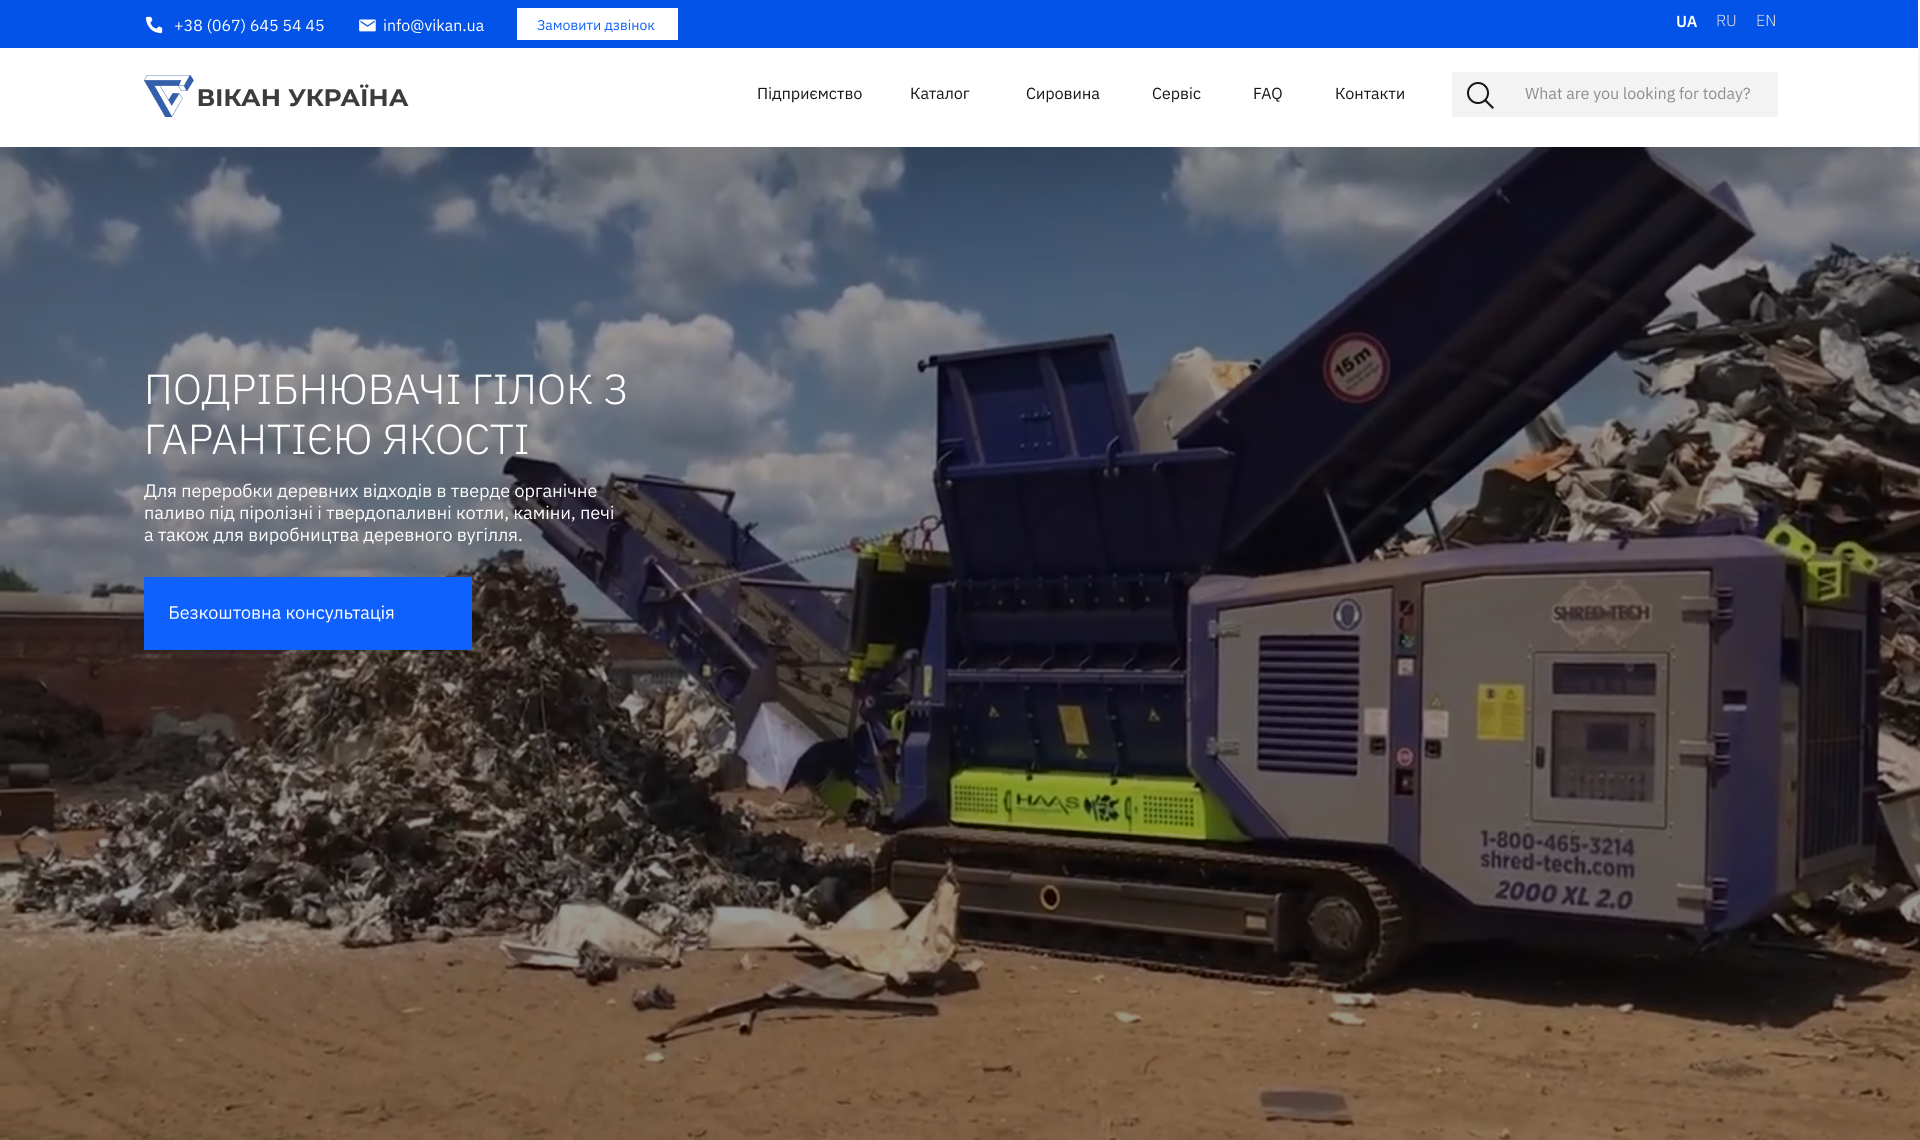 +38 (067) 645 54 45
info@vikan.ua
Замовити дзвінок
UA RU EN
ВІКАН УКРАЇНА
Підприємство
Каталог
Сировина
Сервіс
FAQ
Контакти
What are you looking for today?
ПОДРІБНЮВАЧІ ГІЛОК З
ГАРАНТІЄЮ ЯКОСТІ
Для переробки деревних відходів в тверде органічне
паливо під піролізні і твердопаливні котли, каміни, печі
а також для виробництва деревного вугілля.
Безкоштовна консультація
15m
SHRED-TECH
HAAS
1-800-465-3214
shred-tech.com
2000 XL 2.0